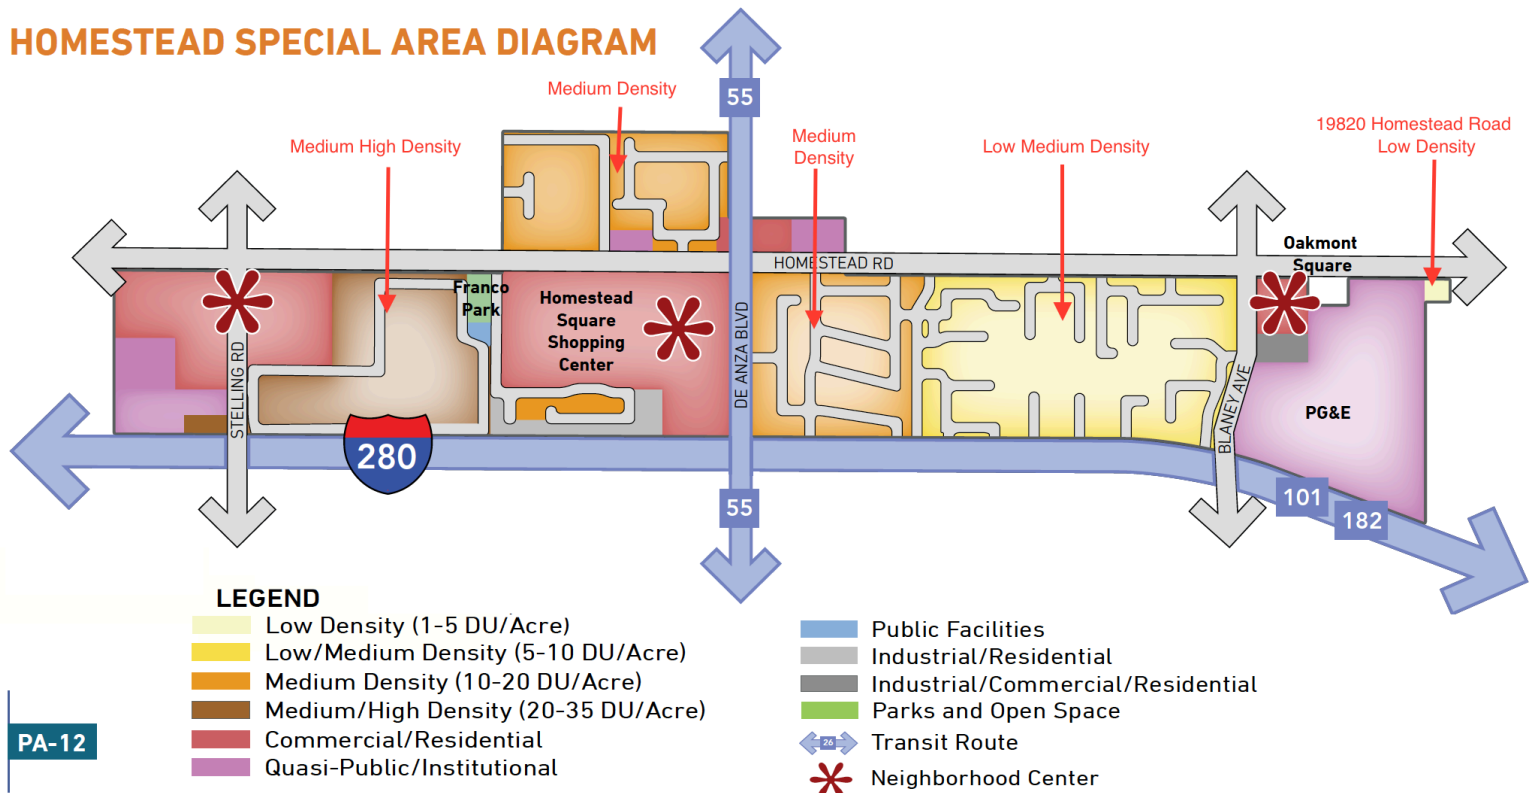 HOMESTEAD SPECIAL AREA DIAGRAM
Medium Density
55
Medium High Density
Medium
Density
Low Medium Density
19820 Homestead Road
Low Density
HOMESTEAD RD
Oakmont
Square
Franco
Park
Homestead
Square
Shopping
Center
STELLING RD
DE ANZA BLVD
BLANEY AVE
PG&E
280
55
101
182
LEGEND
Low Density (1-5 DU/Acre)
Low/Medium Density (5-10 DU/Acre)
Medium Density (10-20 DU/Acre)
Medium/High Density (20-35 DU/Acre)
Commercial/Residential
Quasi-Public/Institutional
Public Facilities
Industrial/Residential
Industrial/Commercial/Residential
Parks and Open Space
26
Transit Route
Neighborhood Center
PA-12